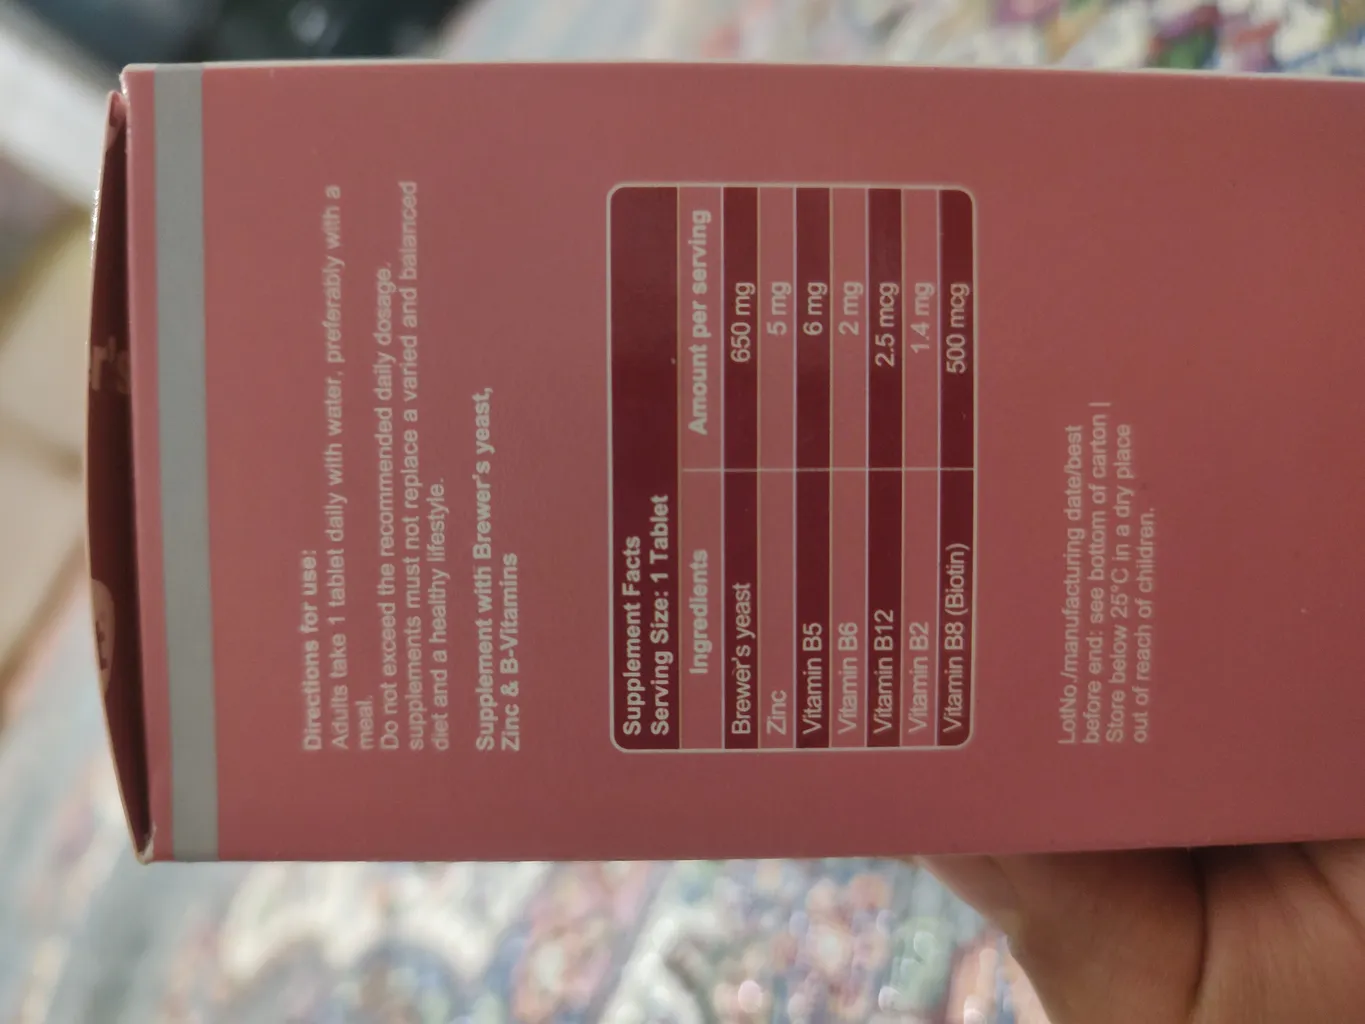 Directions for use:
Adults take 1 tablet daily with water, preferably with a
meal.
Do not exceed the recommended daily dosage.
supplements must not replace a varied and balanced
diet and a healthy lifestyle.
Supplement with Brewer's yeast,
Zinc & B-Vitamins
Supplement Facts
Serving Size: 1 Tablet
Ingredients Amount per serving
Brewer's yeast 650 mg
Zinc 5 mg
Vitamin B5 6 mg
Vitamin B6 2 mg
Vitamin B12 2.5 mcg
Vitamin B2 1.4 mg
Vitamin B8 (Biotin) 500 mcg
LotNo./manufacturing date/best
before end: see bottom of carton |
Store below 25°C in a dry place
out of reach of children.